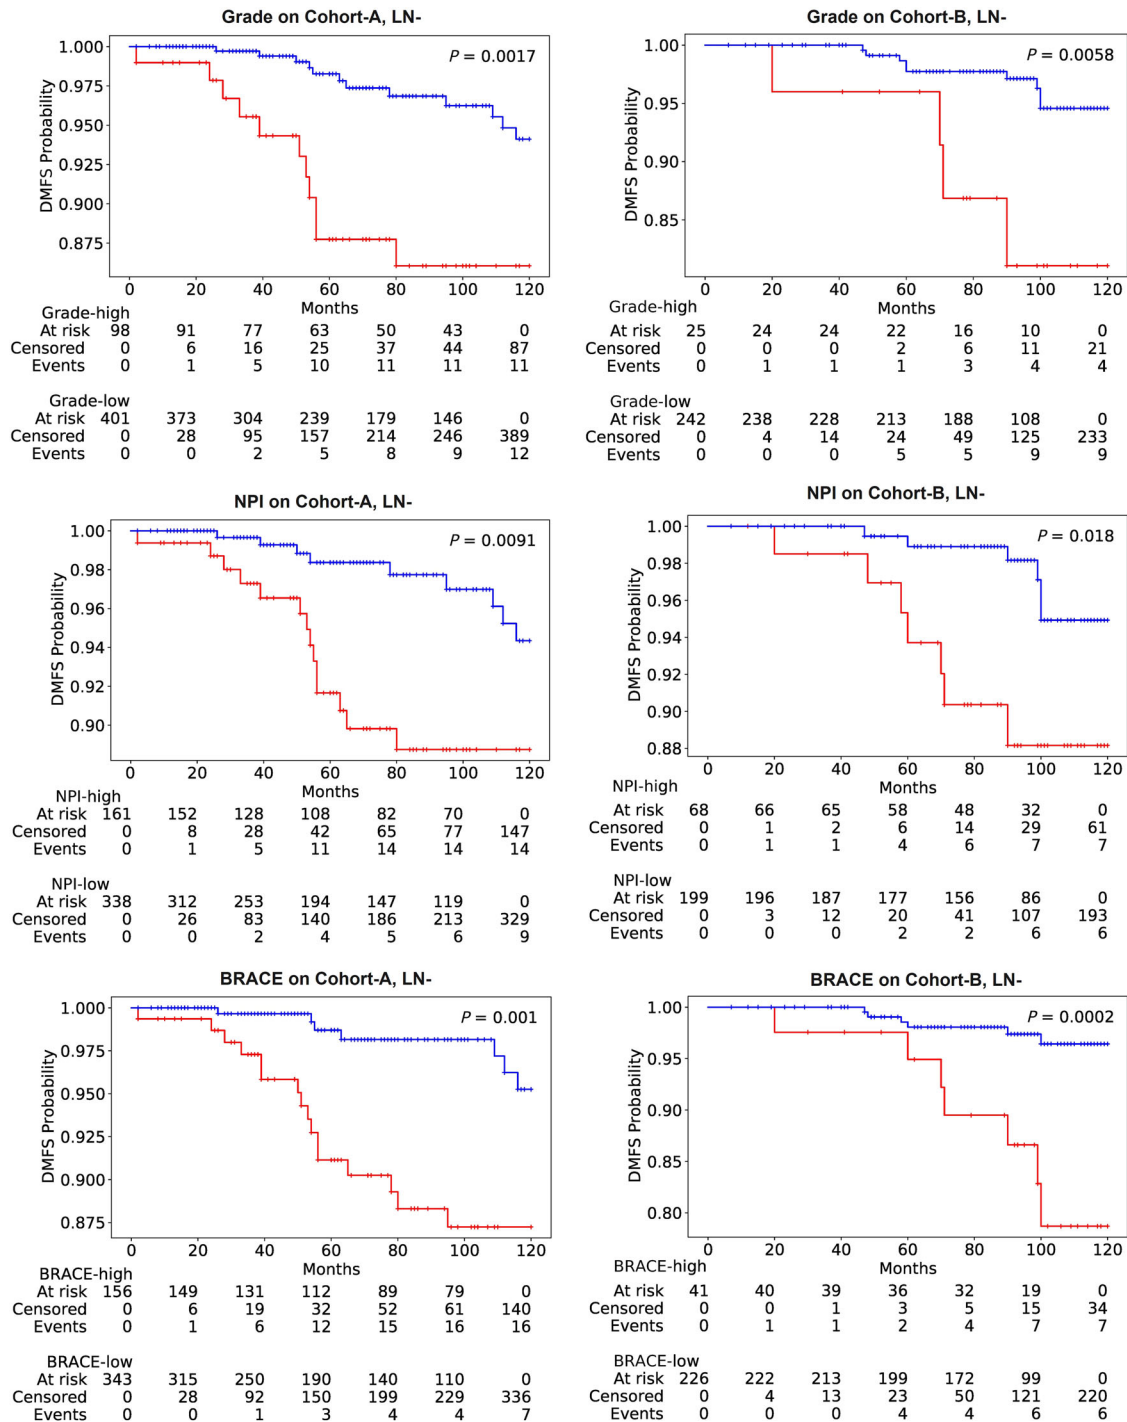 Grade on Cohort-A, LN-
P = 0.0017
DMFS Probability
1.000
0.975
0.950
0.925
0.900
0.875
0 20 40 60 80 100 120
Months
Grade-high
At risk 98 91 77 63 50 43 0
Censored 0 6 16 25 37 44 87
Events 0 1 5 10 11 11 11
Grade-low
At risk 401 373 304 239 179 146 0
Censored 0 28 95 157 214 246 389
Events 0 0 2 5 8 9 12
Grade on Cohort-B, LN-
P = 0.0058
DMFS Probability
1.00
0.95
0.90
0.85
0 20 40 60 80 100 120
Months
Grade-high
At risk 25 24 24 22 16 10 0
Censored 0 0 0 2 6 11 21
Events 0 1 1 1 3 4 4
Grade-low
At risk 242 238 228 213 188 108 0
Censored 0 4 14 24 49 125 233
Events 0 0 0 5 5 9 9
NPI on Cohort-A, LN-
P = 0.0091
DMFS Probability
1.00
0.98
0.96
0.94
0.92
0.90
0 20 40 60 80 100 120
Months
NPI-high
At risk 161 152 128 108 82 70 0
Censored 0 8 28 42 65 77 147
Events 0 1 5 11 14 14 14
NPI-low
At risk 338 312 253 194 147 119 0
Censored 0 26 83 140 186 213 329
Events 0 0 2 4 5 6 9
NPI on Cohort-B, LN-
P = 0.018
DMFS Probability
1.00
0.98
0.96
0.94
0.92
0.90
0.88
0 20 40 60 80 100 120
Months
NPI-high
At risk 68 66 65 58 48 32 0
Censored 0 1 2 6 14 29 61
Events 0 1 1 4 6 7 7
NPI-low
At risk 199 196 187 177 156 86 0
Censored 0 3 12 20 41 107 193
Events 0 0 0 2 2 6 6
BRACE on Cohort-A, LN-
P = 0.001
DMFS Probability
1.000
0.975
0.950
0.925
0.900
0.875
0 20 40 60 80 100 120
Months
BRACE-high
At risk 156 149 131 112 89 79 0
Censored 0 6 19 32 52 61 140
Events 0 1 6 12 15 16 16
BRACE-low
At risk 343 315 250 190 140 110 0
Censored 0 28 92 150 199 229 336
Events 0 0 1 3 4 4 7
BRACE on Cohort-B, LN-
P = 0.0002
DMFS Probability
1.00
0.95
0.90
0.85
0.80
0 20 40 60 80 100 120
Months
BRACE-high
At risk 41 40 39 36 32 19 0
Censored 0 0 1 3 5 15 34
Events 0 1 1 2 4 7 7
BRACE-low
At risk 226 222 213 199 172 99 0
Censored 0 4 13 23 50 121 220
Events 0 0 0 4 4 6 6